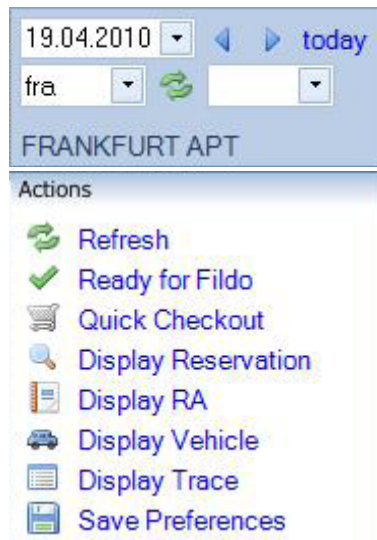 19.04.2010 today
fra
FRANKFURT APT
Actions
Refresh
Ready for Fildo
Quick Checkout
Display Reservation
Display RA
Display Vehicle
Display Trace
Save Preferences